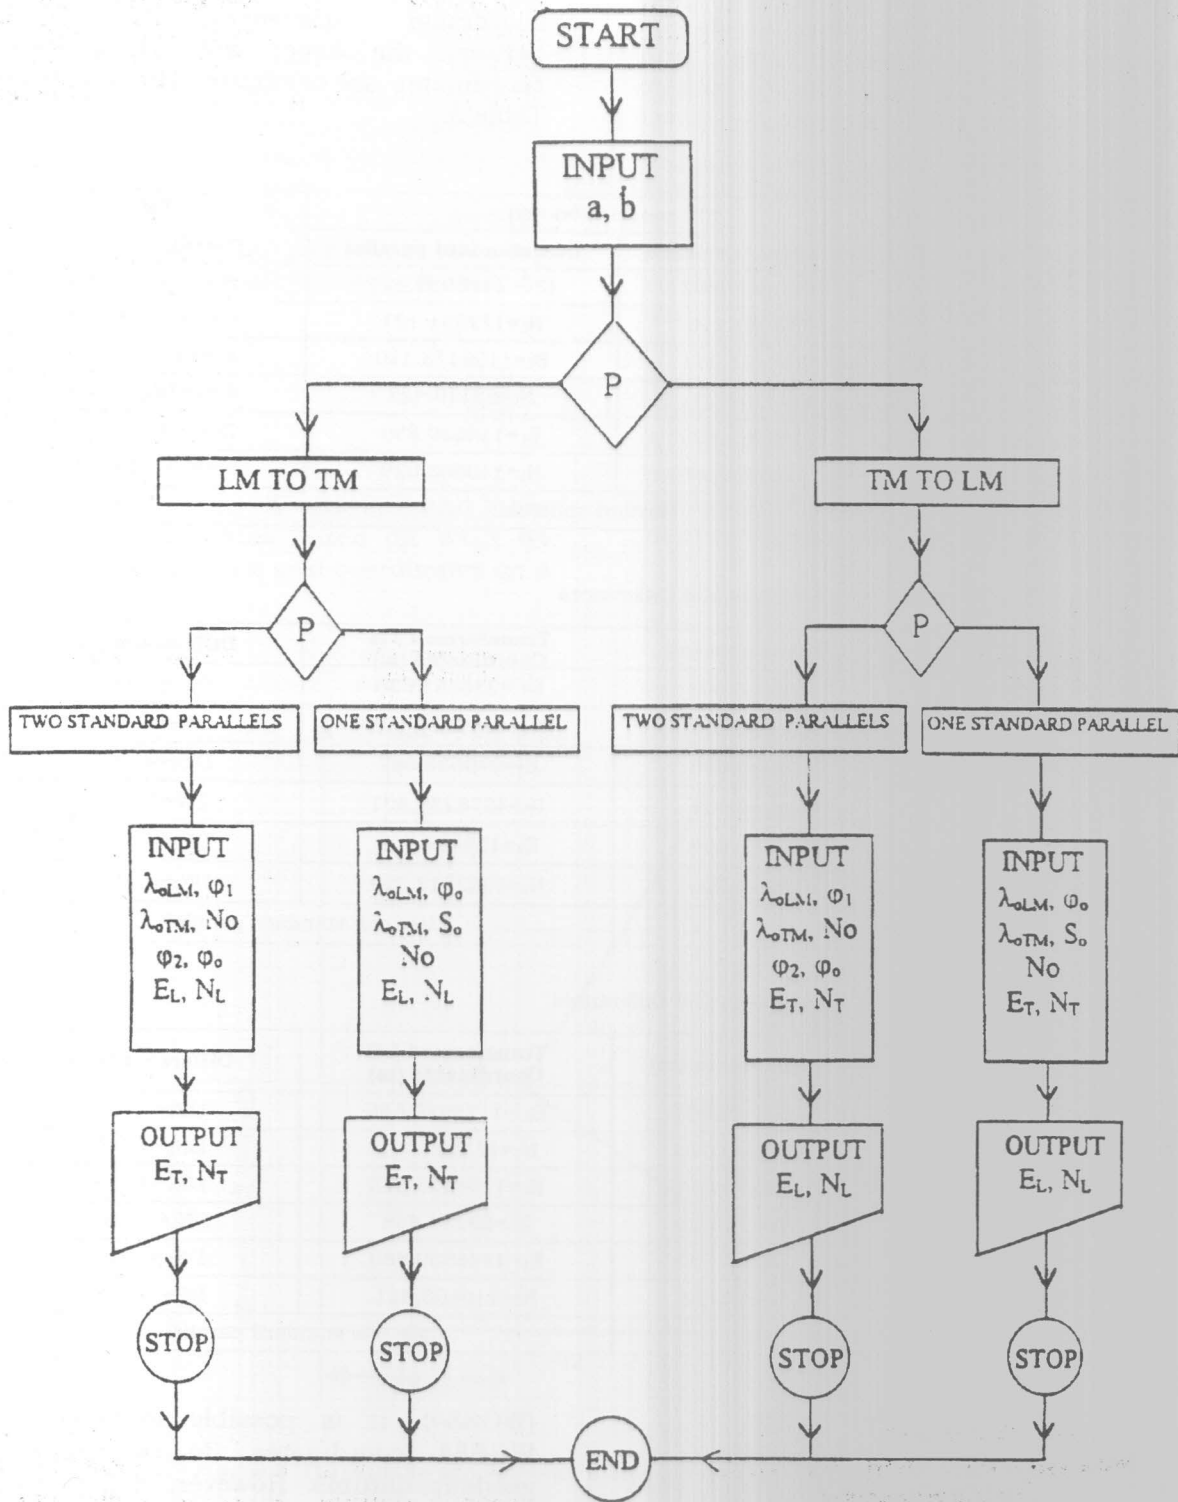 START
INPUT
a, b
P
LM TO TM
TM TO LM
P
P
TWO STANDARD PARALLELS
ONE STANDARD PARALLEL
TWO STANDARD PARALLELS
ONE STANDARD PARALLEL
INPUT
λoLM, φ1
λoTM, No
φ2, φo
EL, NL
INPUT
λoLM, φo
λoTM, So
No
EL, NL
INPUT
λoLM, φ1
λoTM, No
φ2, φo
ET, NT
INPUT
λoLM, φo
λoTM, So
No
ET, NT
OUTPUT
ET, NT
OUTPUT
ET, NT
OUTPUT
EL, NL
OUTPUT
EL, NL
STOP
STOP
STOP
STOP
END